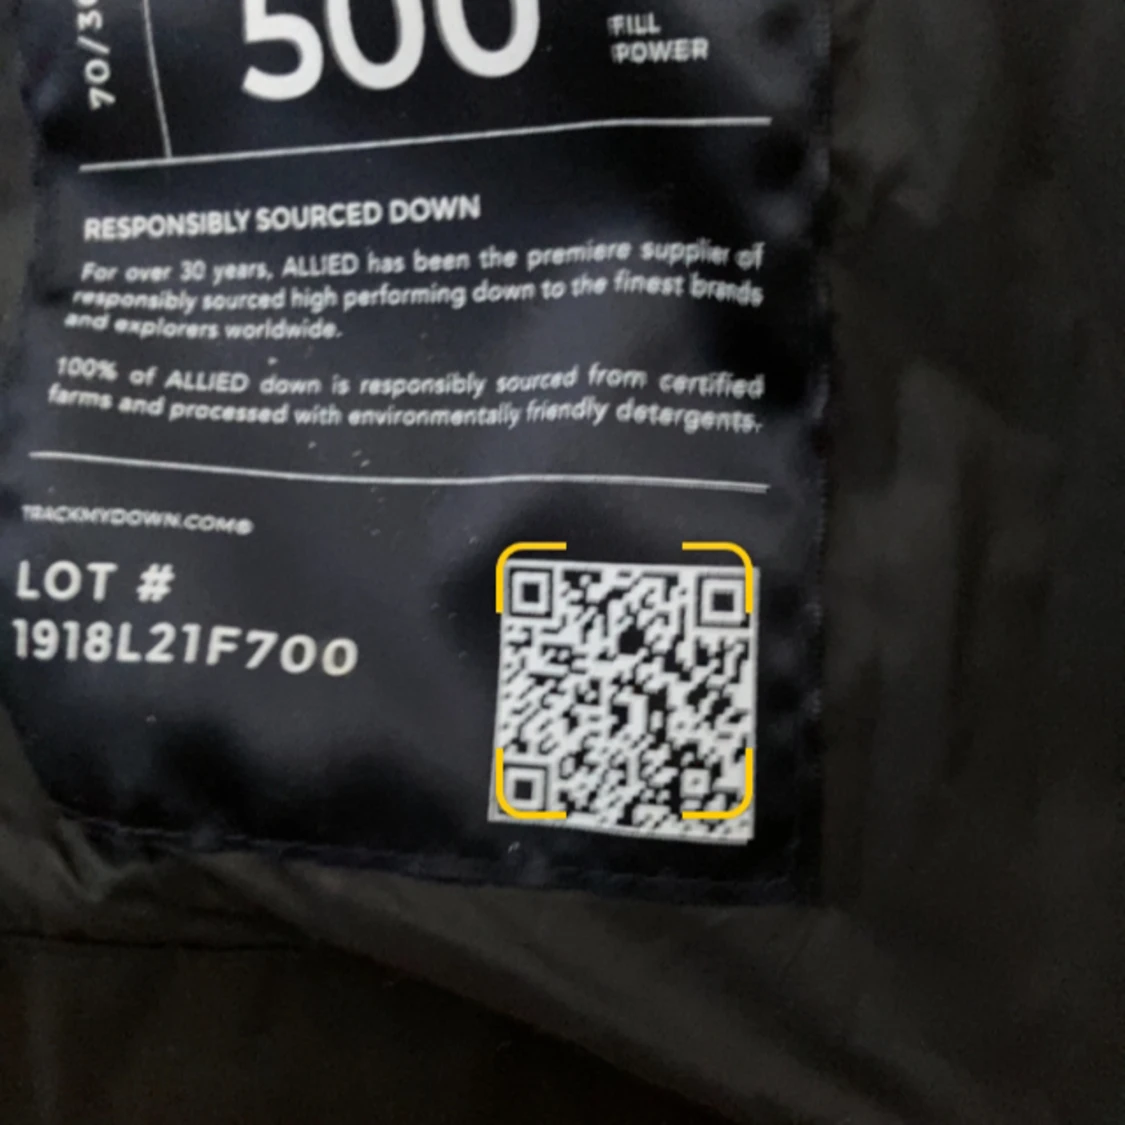 70/3
500
FILL
POWER
RESPONSIBLY SOURCED DOWN
For over 30 years, ALLIED has been the premiere supplier of
responsibly sourced high performing down to the finest brands
and explorers worldwide.
100% of ALLIED down is responsibly sourced from certified
farms and processed with environmentally friendly detergents.
TRACKMYDOWN.COM®
LOT #
1918L21F700